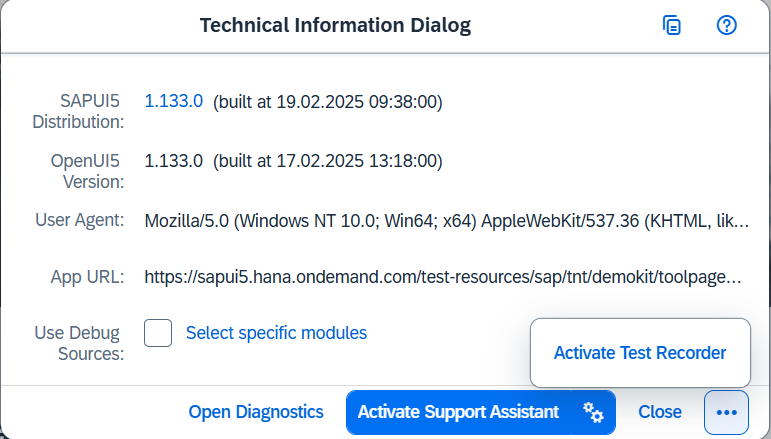 Technical Information Dialog
SAPUI5
Distribution:
1.133.0 (built at 19.02.2025 09:38:00)
OpenUI5
Version:
1.133.0 (built at 17.02.2025 13:18:00)
User Agent:
Mozilla/5.0 (Windows NT 10.0; Win64; x64) AppleWebKit/537.36 (KHTML, lik...
App URL:
https://sapui5.hana.ondemand.com/test-resources/sap/tnt/demokit/toolpage...
Use Debug
Sources:
Select specific modules
Activate Test Recorder
Open Diagnostics
Activate Support Assistant
Close